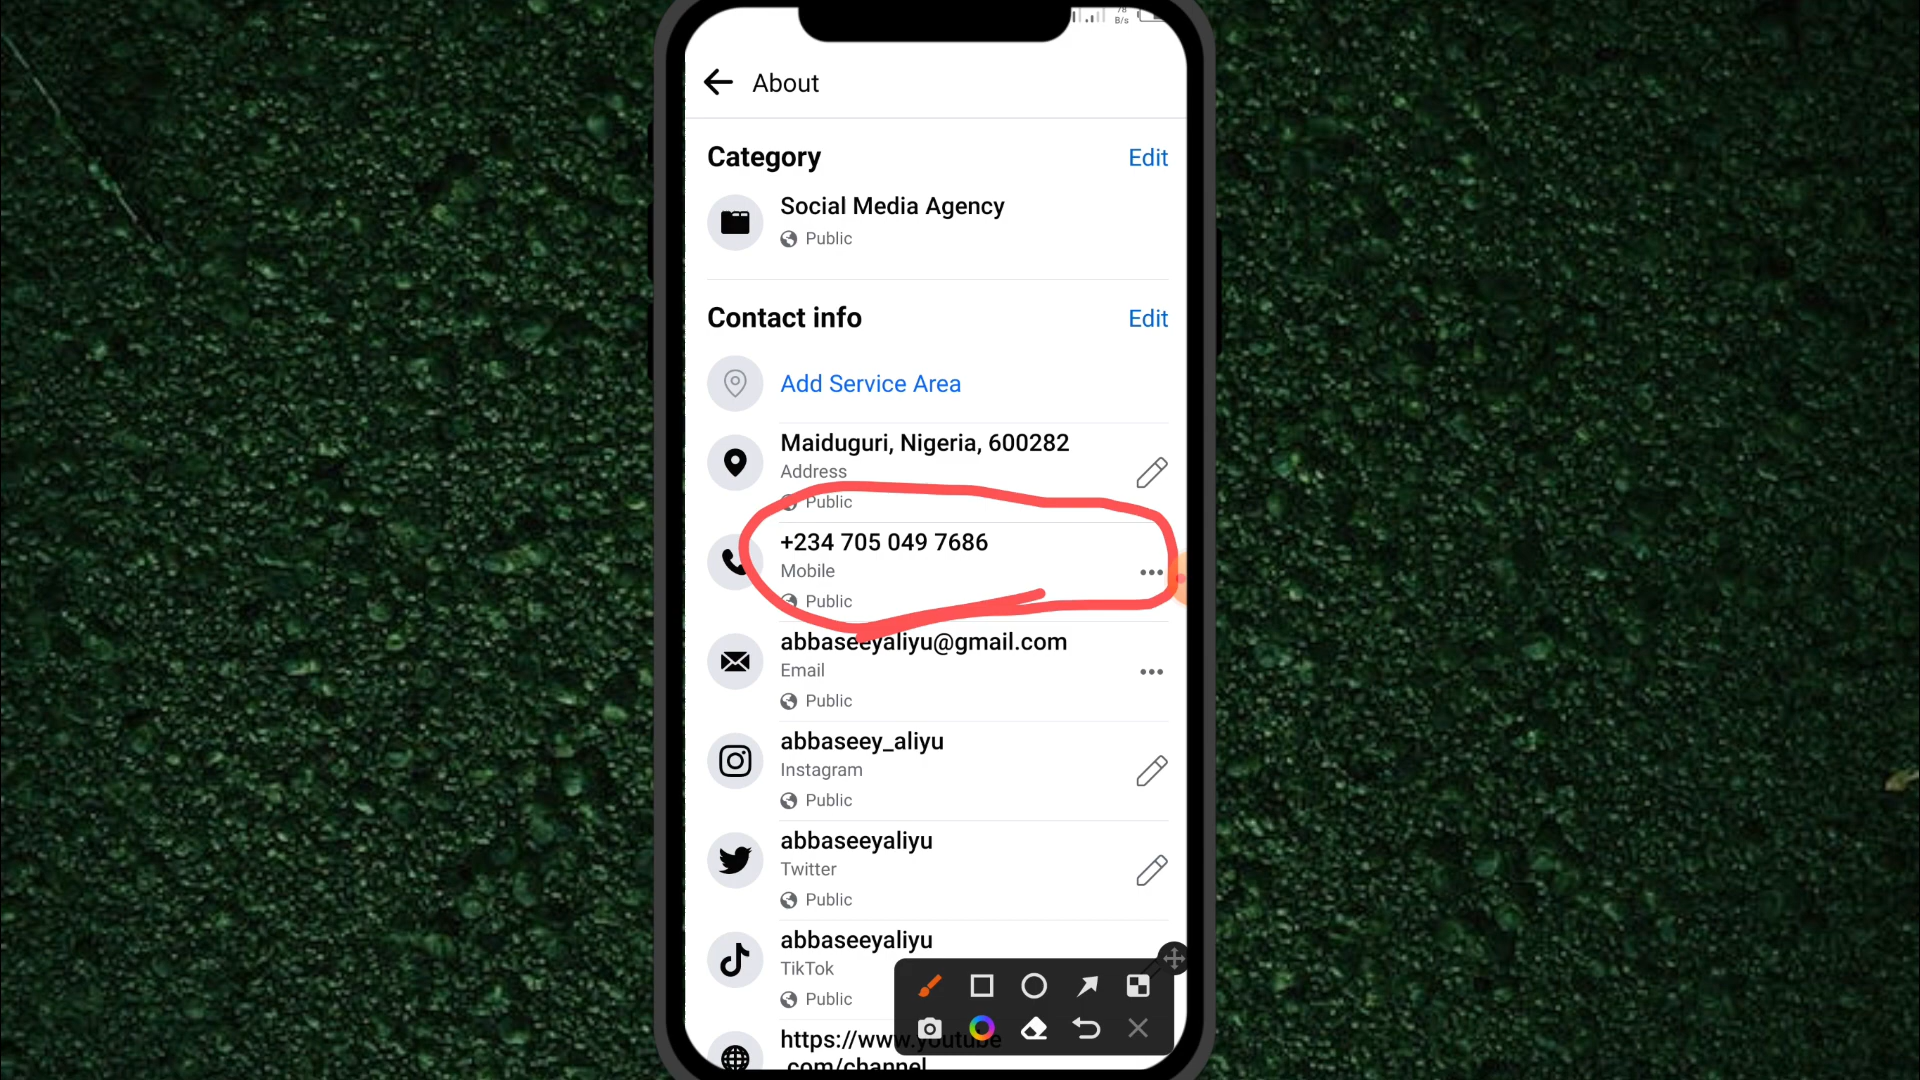 78
B/s
About
Category
Edit
Social Media Agency
Public
Contact info
Edit
Add Service Area
Maiduguri, Nigeria, 600282
Address
Public
+234 705 049 7686
Mobile
Public
abbaseeyaliyu@gmail.com
Email
Public
abbaseey_aliyu
Instagram
Public
abbaseeyaliyu
Twitter
Public
abbaseeyaliyu
TikTok
Public
https://www.youtube
.com/channel